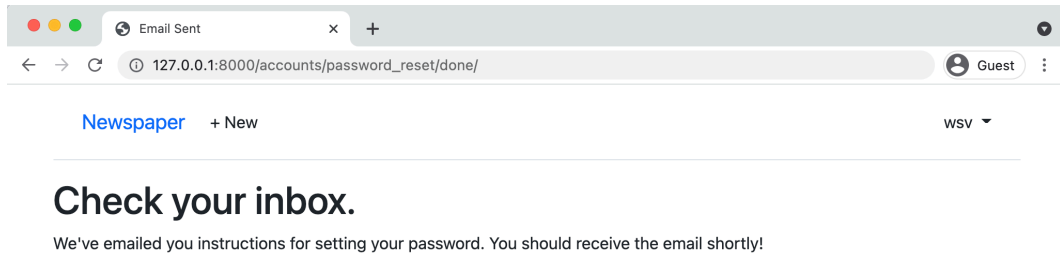 Email Sent
127.0.0.1:8000/accounts/password_reset/done/
Guest
Newspaper + New wsv
Check your inbox.
We've emailed you instructions for setting your password. You should receive the email shortly!